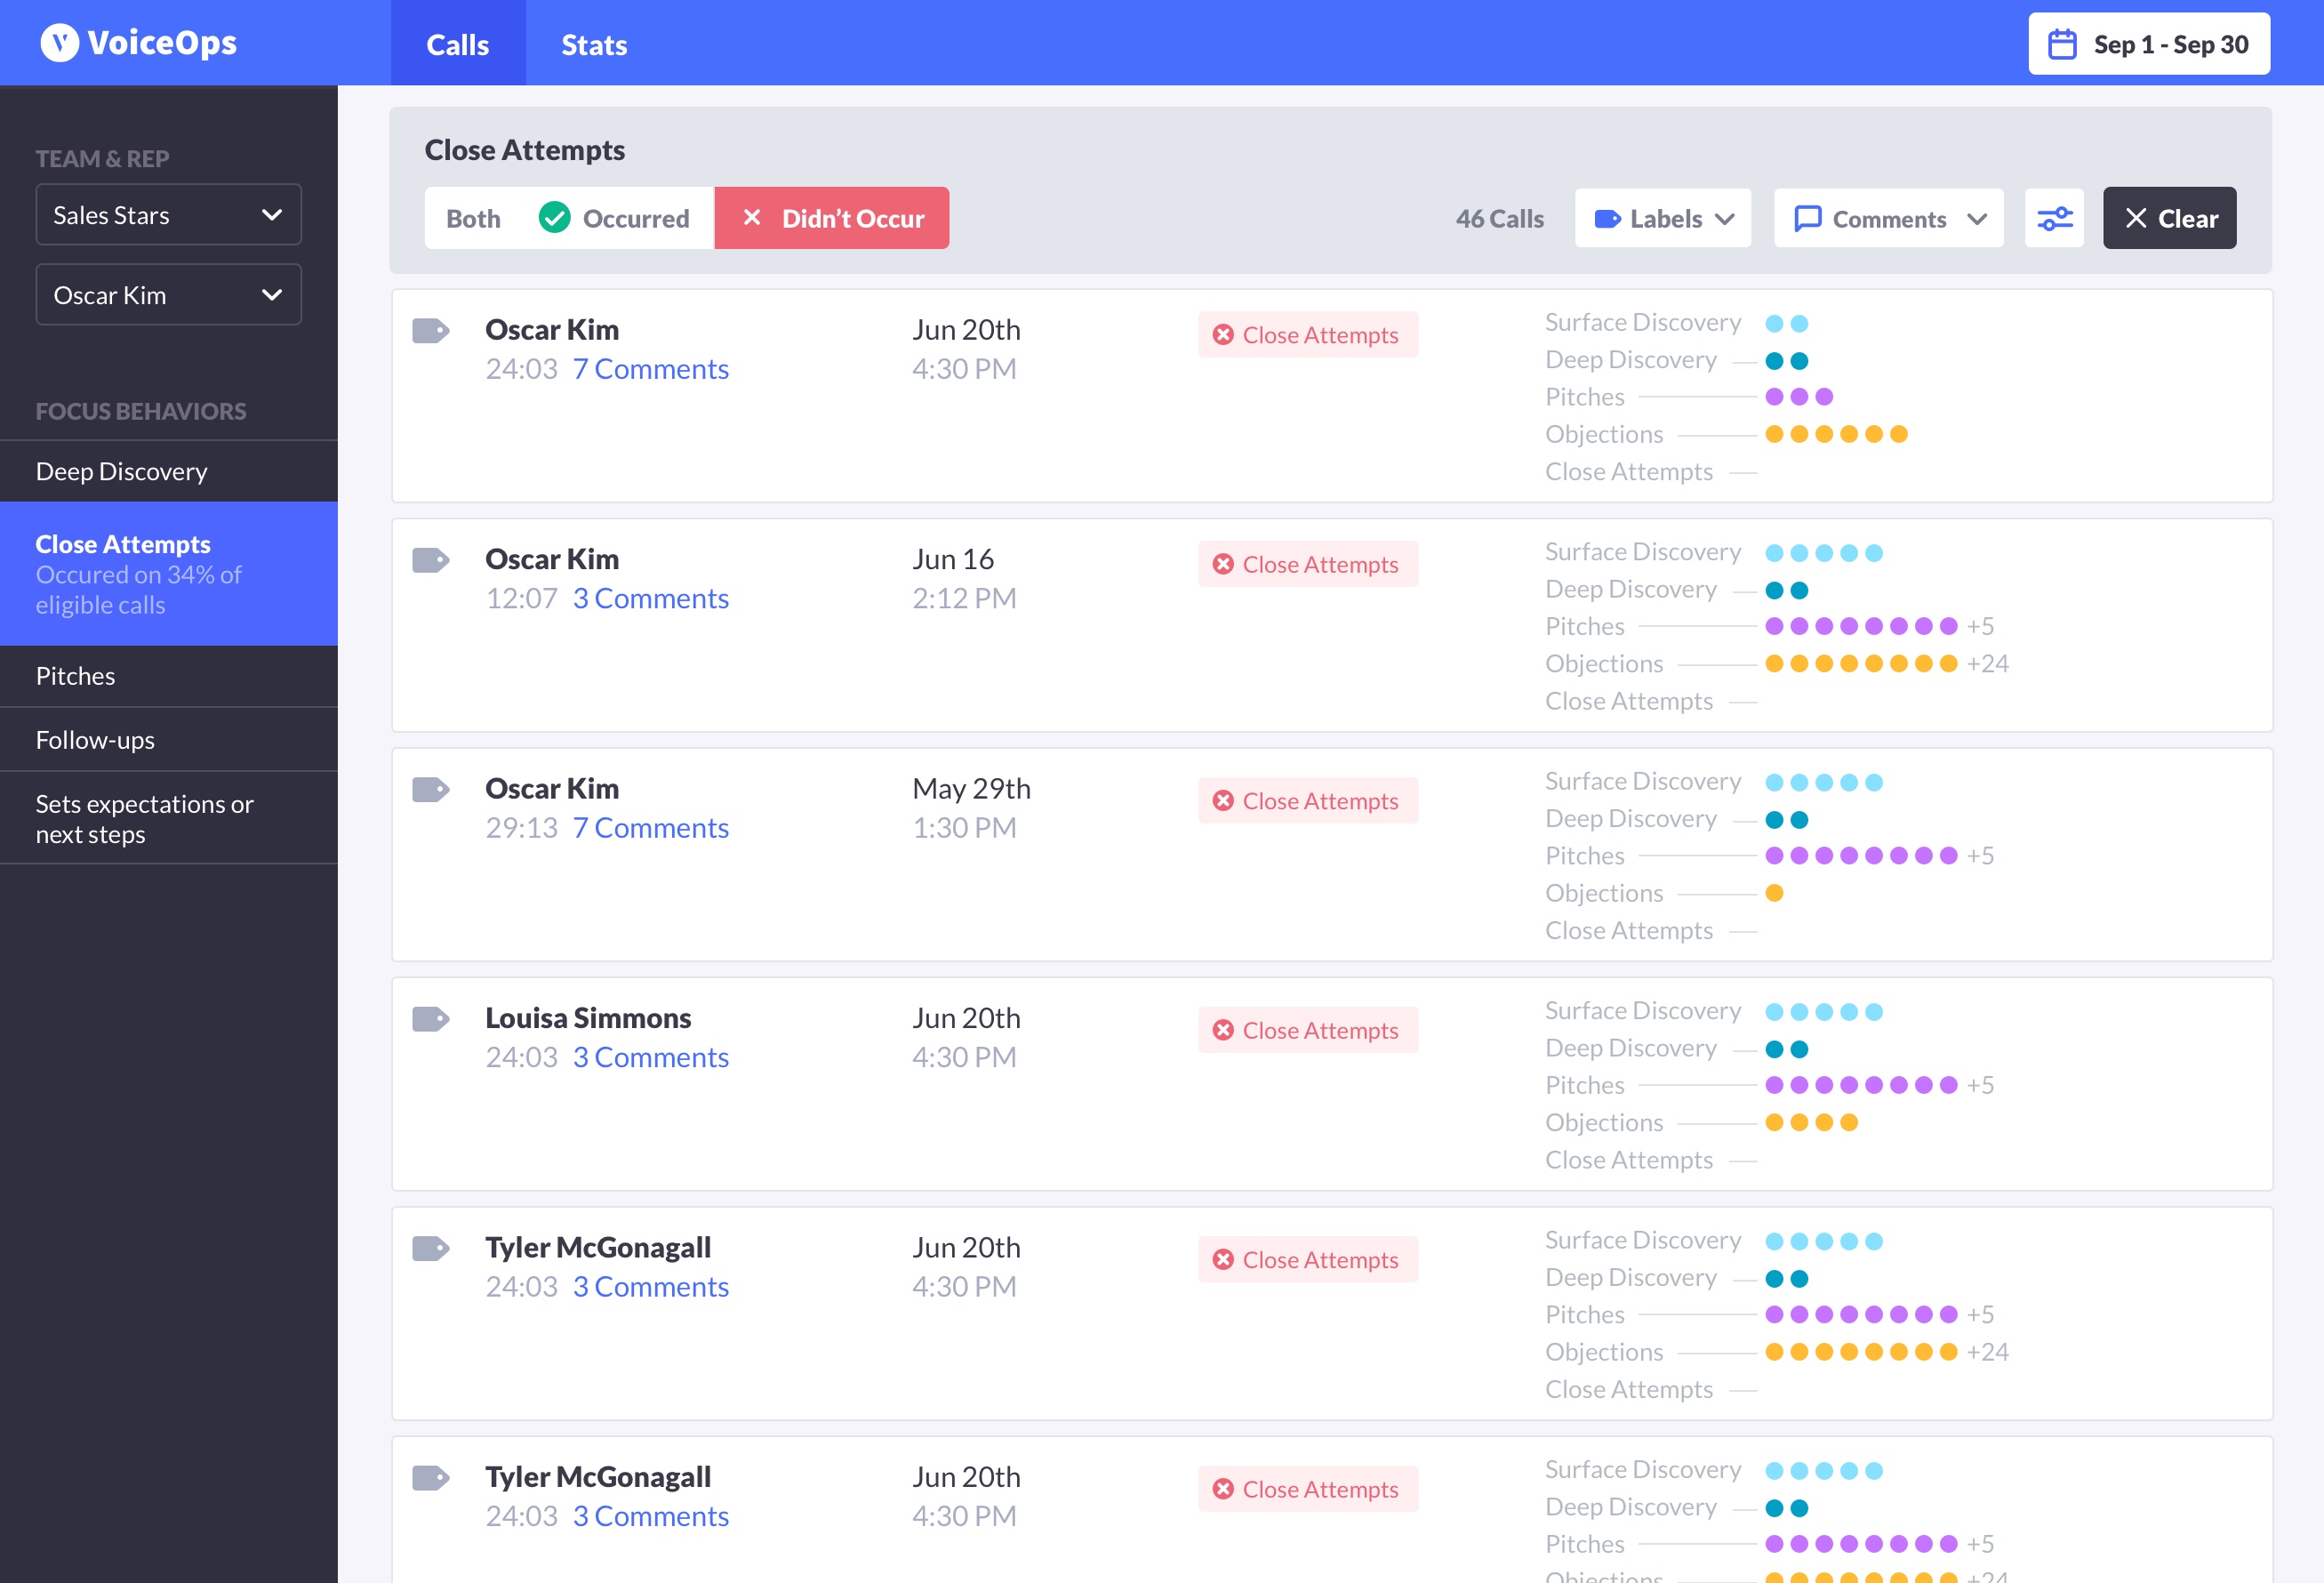 VoiceOps
Calls
Stats
Sep 1 - Sep 30
TEAM & REP
Sales Stars
Oscar Kim
FOCUS BEHAVIORS
Deep Discovery
Close Attempts
Occured on 34% of
eligible calls
Pitches
Follow-ups
Sets expectations or
next steps
Close Attempts
Both
Occurred
Didn't Occur
46 Calls
Labels
Comments
Clear
Oscar Kim
24:03 7 Comments
Jun 20th
4:30 PM
Close Attempts
Surface Discovery
Deep Discovery
Pitches
Objections
Close Attempts
Oscar Kim
12:07 3 Comments
Jun 16
2:12 PM
Close Attempts
Surface Discovery
Deep Discovery
Pitches +5
Objections +24
Close Attempts
Oscar Kim
29:13 7 Comments
May 29th
1:30 PM
Close Attempts
Surface Discovery
Deep Discovery
Pitches +5
Objections
Close Attempts
Louisa Simmons
24:03 3 Comments
Jun 20th
4:30 PM
Close Attempts
Surface Discovery
Deep Discovery
Pitches +5
Objections
Close Attempts
Tyler McGonagall
24:03 3 Comments
Jun 20th
4:30 PM
Close Attempts
Surface Discovery
Deep Discovery
Pitches +5
Objections +24
Close Attempts
Tyler McGonagall
24:03 3 Comments
Jun 20th
4:30 PM
Close Attempts
Surface Discovery
Deep Discovery
Pitches +5
Objections +24